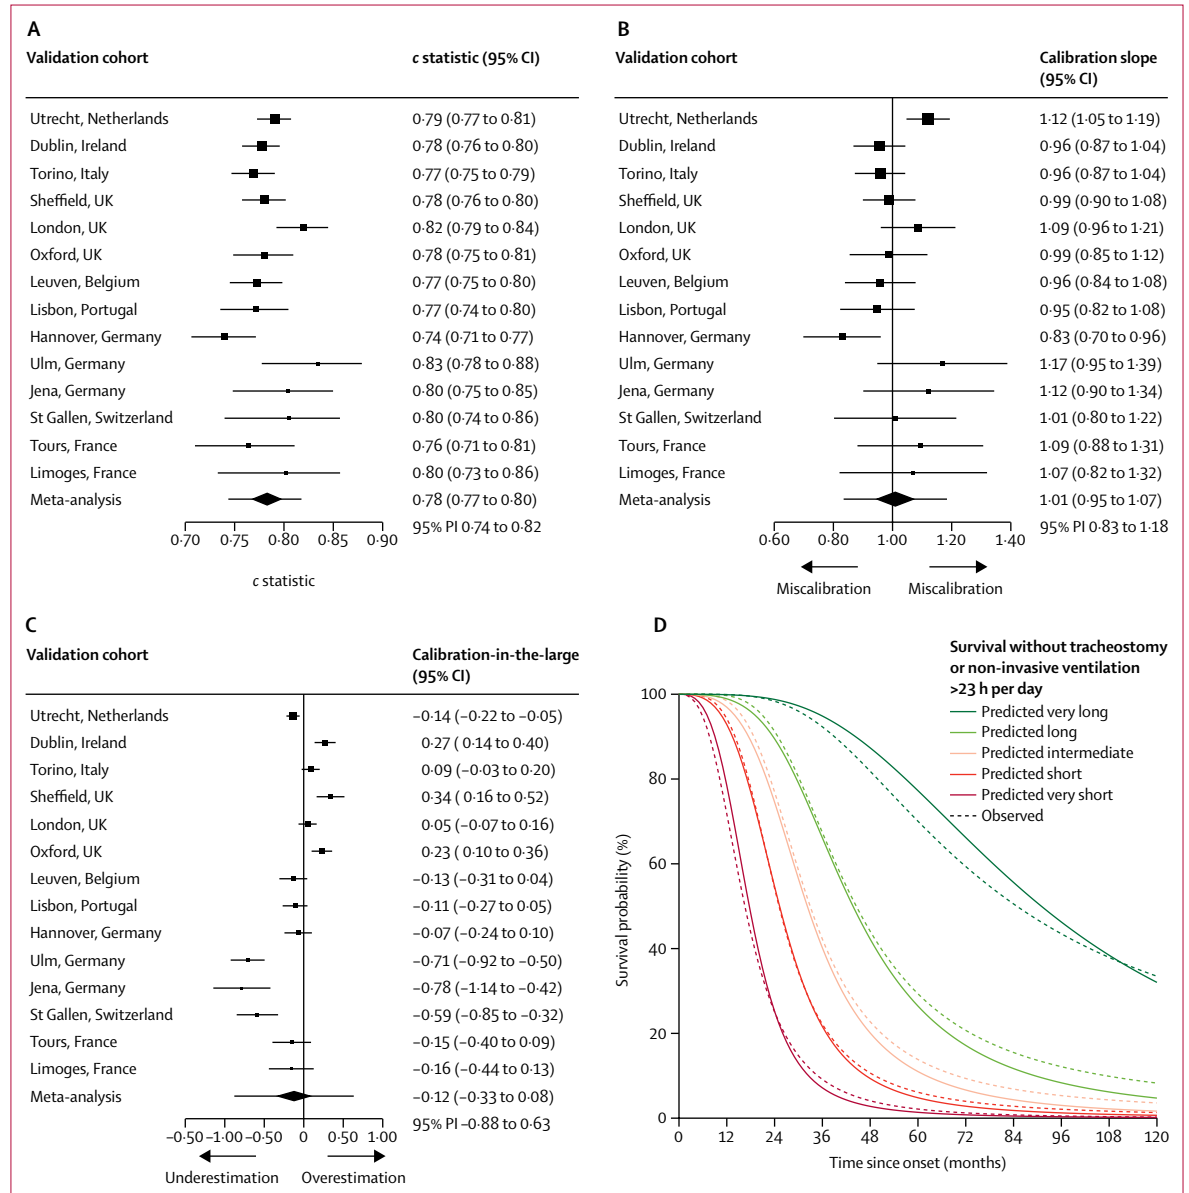 A
Validation cohort c statistic (95% CI)
Utrecht, Netherlands 0·79 (0·77 to 0·81)
Dublin, Ireland 0·78 (0·76 to 0·80)
Torino, Italy 0·77 (0·75 to 0·79)
Sheffield, UK 0·78 (0·76 to 0·80)
London, UK 0·82 (0·79 to 0·84)
Oxford, UK 0·78 (0·75 to 0·81)
Leuven, Belgium 0·77 (0·75 to 0·80)
Lisbon, Portugal 0·77 (0·74 to 0·80)
Hannover, Germany 0·74 (0·71 to 0·77)
Ulm, Germany 0·83 (0·78 to 0·88)
Jena, Germany 0·80 (0·75 to 0·85)
St Gallen, Switzerland 0·80 (0·74 to 0·86)
Tours, France 0·76 (0·71 to 0·81)
Limoges, France 0·80 (0·73 to 0·86)
Meta-analysis 0·78 (0·77 to 0·80)
95% PI 0·74 to 0·82
0·70 0·75 0·80 0·85 0·90
c statistic
B
Validation cohort Calibration slope
(95% CI)
Utrecht, Netherlands 1·12 (1·05 to 1·19)
Dublin, Ireland 0·96 (0·87 to 1·04)
Torino, Italy 0·96 (0·87 to 1·04)
Sheffield, UK 0·99 (0·90 to 1·08)
London, UK 1·09 (0·96 to 1·21)
Oxford, UK 0·99 (0·85 to 1·12)
Leuven, Belgium 0·96 (0·84 to 1·08)
Lisbon, Portugal 0·95 (0·82 to 1·08)
Hannover, Germany 0·83 (0·70 to 0·96)
Ulm, Germany 1·17 (0·95 to 1·39)
Jena, Germany 1·12 (0·90 to 1·34)
St Gallen, Switzerland 1·01 (0·80 to 1·22)
Tours, France 1·09 (0·88 to 1·31)
Limoges, France 1·07 (0·82 to 1·32)
Meta-analysis 1·01 (0·95 to 1·07)
95% PI 0·83 to 1·18
0·60 0·80 1·00 1·20 1·40
Miscalibration Miscalibration
C
Validation cohort Calibration-in-the-large
(95% CI)
Utrecht, Netherlands –0·14 (–0·22 to –0·05)
Dublin, Ireland 0·27 ( 0·14 to 0·40)
Torino, Italy 0·09 (–0·03 to 0·20)
Sheffield, UK 0·34 ( 0·16 to 0·52)
London, UK 0·05 (–0·07 to 0·16)
Oxford, UK 0·23 ( 0·10 to 0·36)
Leuven, Belgium –0·13 (–0·31 to 0·04)
Lisbon, Portugal –0·11 (–0·27 to 0·05)
Hannover, Germany –0·07 (–0·24 to 0·10)
Ulm, Germany –0·71 (–0·92 to –0·50)
Jena, Germany –0·78 (–1·14 to –0·42)
St Gallen, Switzerland –0·59 (–0·85 to –0·32)
Tours, France –0·15 (–0·40 to 0·09)
Limoges, France –0·16 (–0·44 to 0·13)
Meta-analysis –0·12 (–0·33 to 0·08)
95% PI –0·88 to 0·63
–0·50 –1·00 –0·50 0 0·50 1·00
Underestimation Overestimation
D
Survival without tracheostomy
or non-invasive ventilation
>23 h per day
Predicted very long
Predicted long
Predicted intermediate
Predicted short
Predicted very short
Observed
Survival probability (%)
100
80
60
40
20
0
0 12 24 36 48 60 72 84 96 108 120
Time since onset (months)